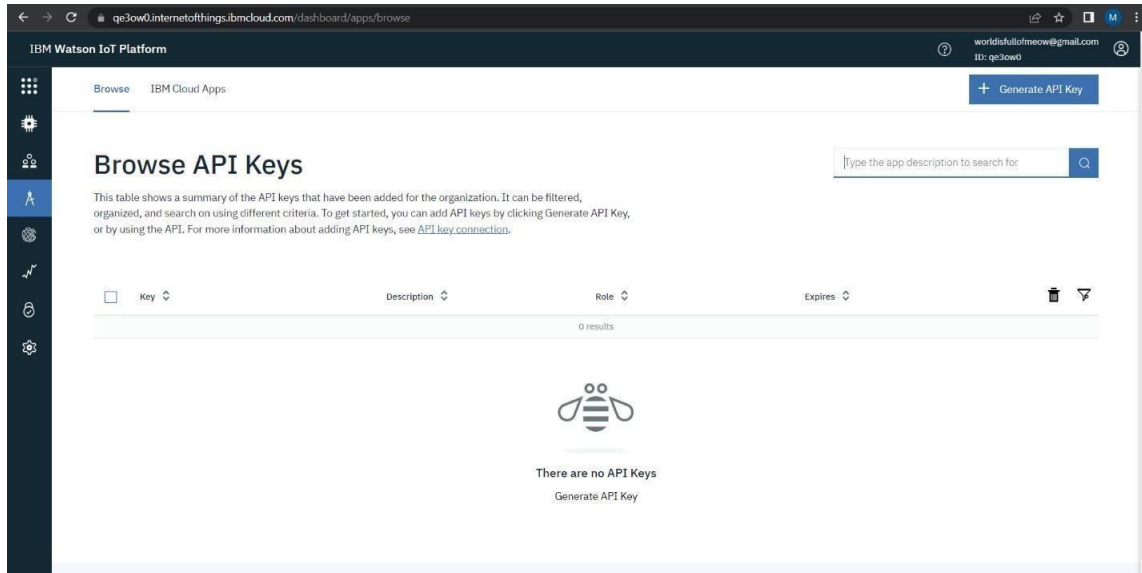 qe3ow0.internetofthings.ibmcloud.com/dashboard/apps/browse
M
IBM Watson IoT Platform
worldisfullofmeow@gmail.com
ID: qe3ow0
Browse
IBM Cloud Apps
+ Generate API Key
Browse API Keys
Type the app description to search for
This table shows a summary of the API keys that have been added for the organization. It can be filtered,
organized, and search on using different criteria. To get started, you can add API keys by clicking Generate API Key,
or by using the API. For more information about adding API keys, see API key connection.
Key
Description
Role
Expires
0 results
There are no API Keys
Generate API Key